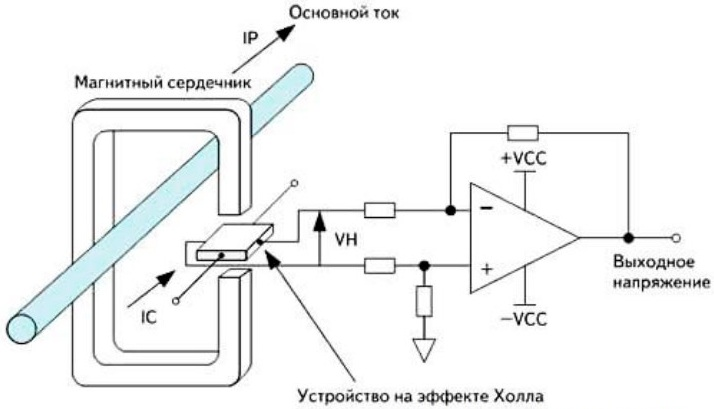 Основной ток
IP
Магнитный сердечник
+VCC
−
VH
+
Выходное
напряжение
IC
−VCC
Устройство на эффекте Холла